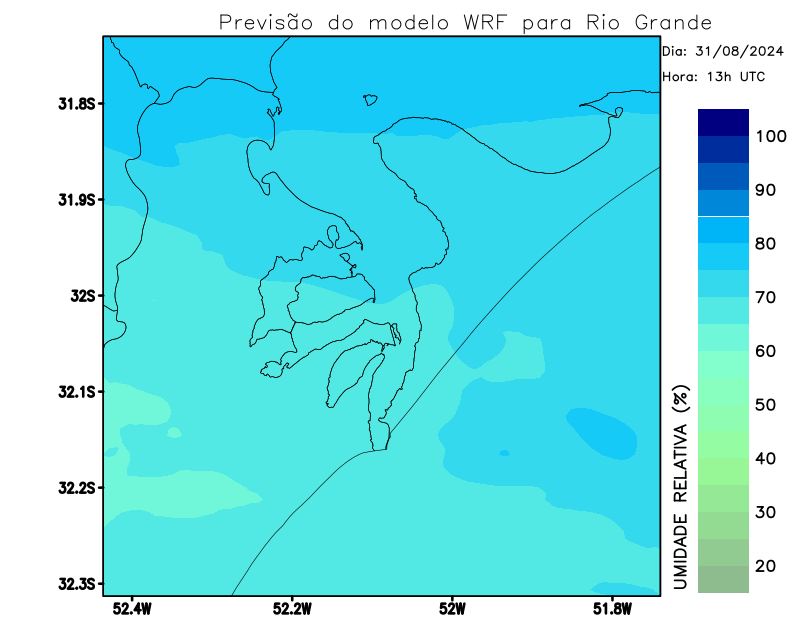 Previsão do modelo WRF para Rio Grande
Dia: 31/08/2024
Hora: 13h UTC
31.8S
31.9S
32S
32.1S
32.2S
32.3S
52.4W
52.2W
52W
51.8W
100
90
80
70
60
50
40
30
20
UMIDADE RELATIVA (%)